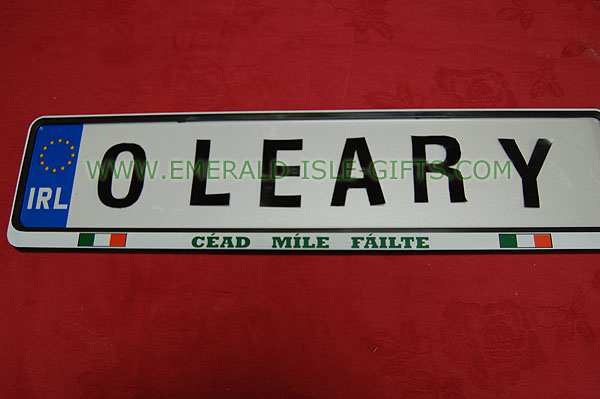 O LEARY
WWW.EMERALD-ISLE-GIFTS.COM
IRL
CÉAD MÍLE FÁILTE